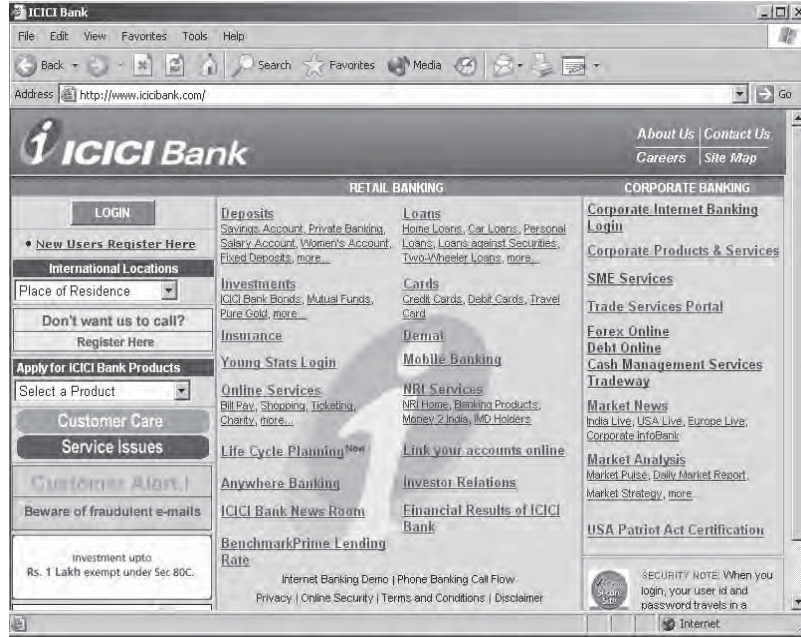 ICICI Bank
File Edit View Favorites Tools Help
Back Search Favorites Media
Address http://www.icicibank.com/ Go
ICICI Bank
About Us | Contact Us
Careers | Site Map
RETAIL BANKING
CORPORATE BANKING
LOGIN
• New Users Register Here
International Locations
Place of Residence
Don't want us to call?
Register Here
Apply for ICICI Bank Products
Select a Product
Customer Care
Service Issues
Customer Alert !
Beware of fraudulent e-mails
Investment upto
Rs. 1 Lakh exempt under Sec 80C.
Deposits
Savings Account, Private Banking,
Salary Account, Women's Account,
Fixed Deposits, more...
Investments
ICICI Bank Bonds, Mutual Funds,
Pure Gold, more...
Insurance
Young Stars Login
Online Services
Bill Pay, Shopping, Ticketing,
Charity, more...
Life Cycle Planning New
Anywhere Banking
ICICI Bank News Room
BenchmarkPrime Lending
Rate
Loans
Home Loans, Car Loans, Personal
Loans, Loans against Securities,
Two-Wheeler Loans, more...
Cards
Credit Cards, Debit Cards, Travel
Card
Demat
Mobile Banking
NRI Services
NRI Home, Banking Products,
Money 2 India, IMD Holders
Link your accounts online
Investor Relations
Financial Results of ICICI
Bank
Internet Banking Demo | Phone Banking Call Flow
Privacy | Online Security | Terms and Conditions | Disclaimer
Corporate Internet Banking
Login
Corporate Products & Services
SME Services
Trade Services Portal
Forex Online
Debt Online
Cash Management Services
Tradeway
Market News
India Live, USA Live, Europe Live,
Corporate InfoBank
Market Analysis
Market Pulse, Daily Market Report,
Market Strategy, more...
USA Patriot Act Certification
Secure
Site
SECURITY NOTE: When you
login, your user id and
password travels in a
Internet